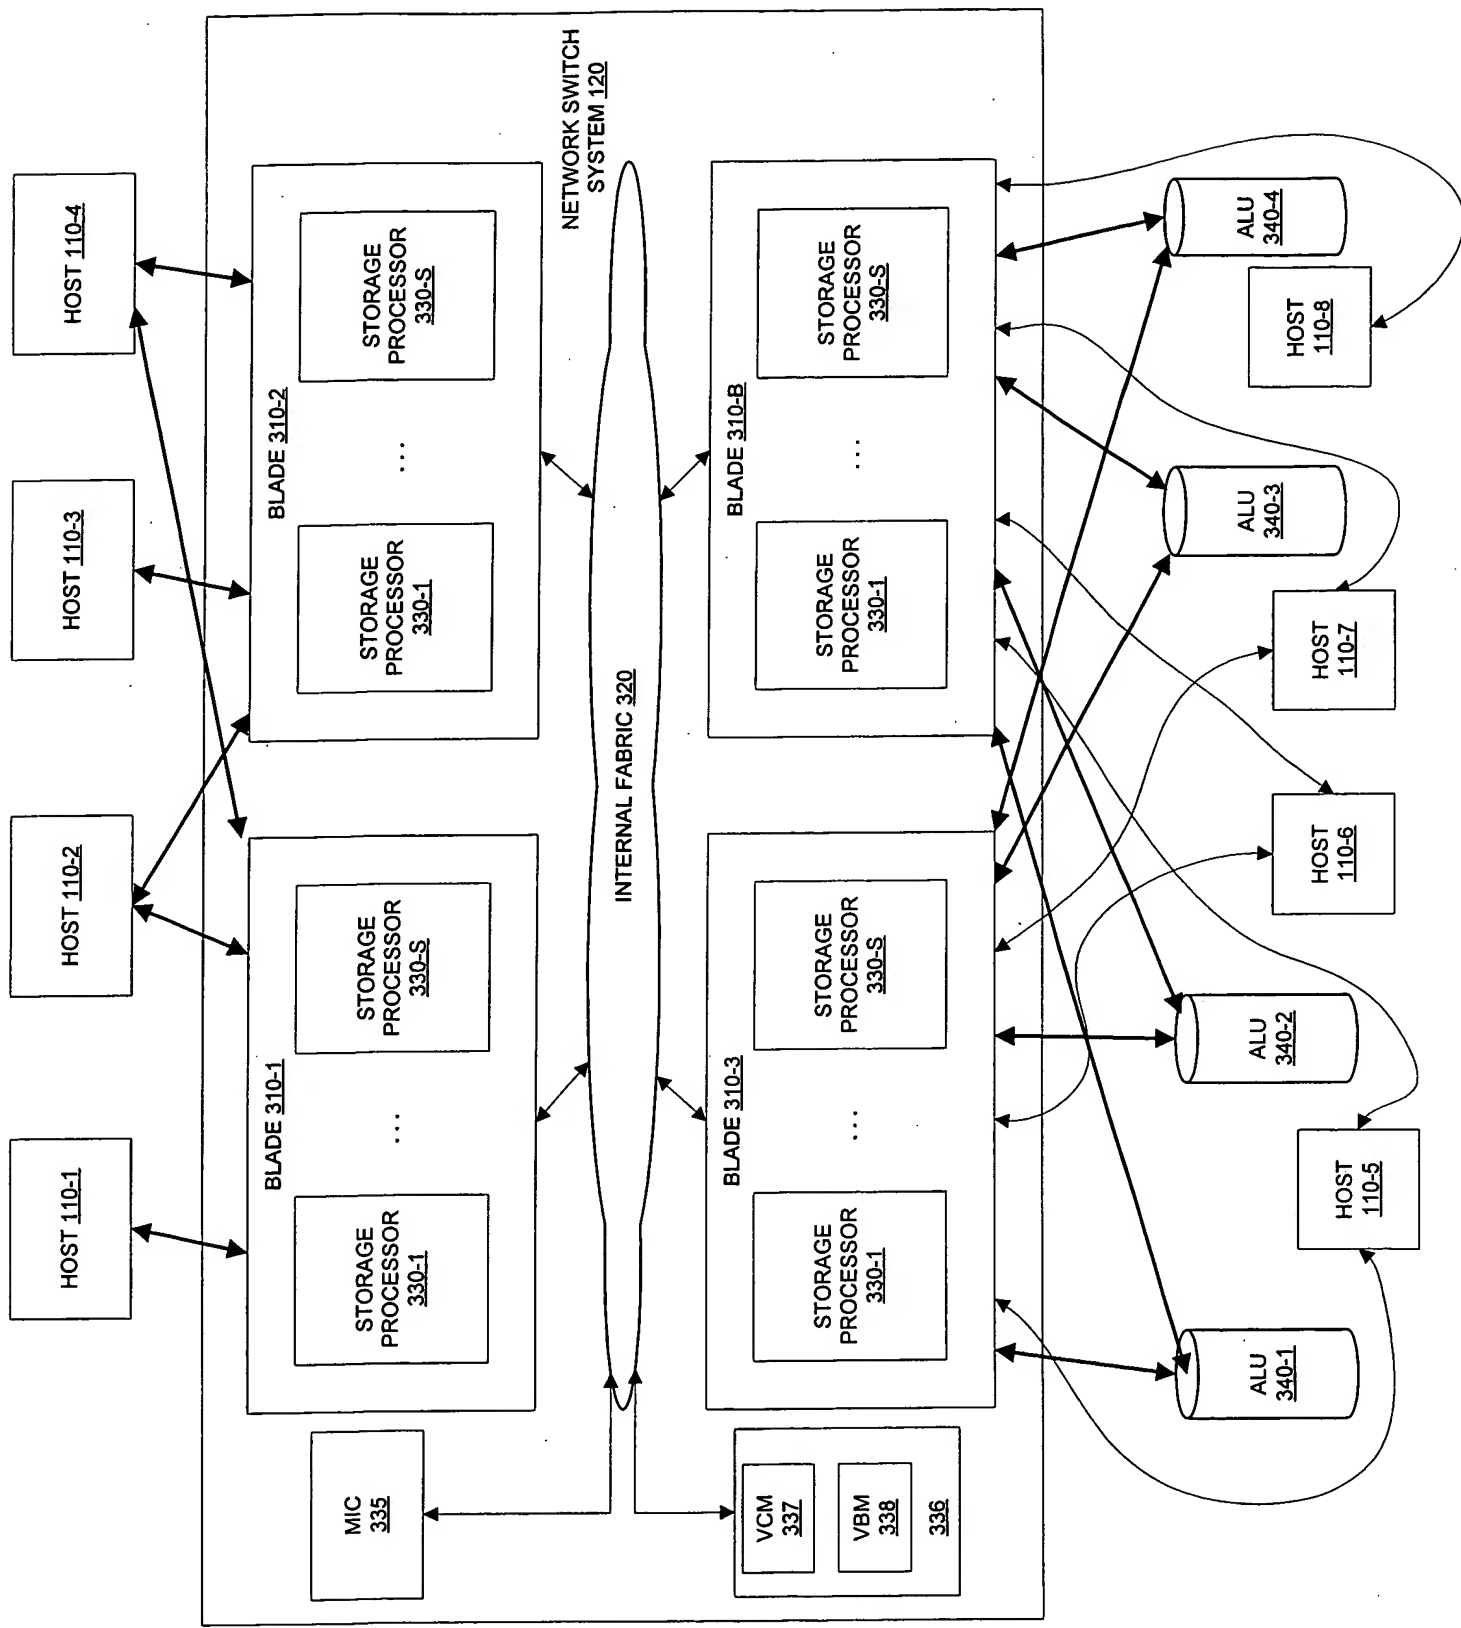 HOST 110-1
HOST 110-2
HOST 110-3
HOST 110-4
NETWORK SWITCH
SYSTEM 120
MIC
335
BLADE 310-1
STORAGE
PROCESSOR
330-1
...
STORAGE
PROCESSOR
330-S
BLADE 310-2
STORAGE
PROCESSOR
330-1
...
STORAGE
PROCESSOR
330-S
INTERNAL FABRIC 320
VCM
337
VBM
338
336
BLADE 310-3
STORAGE
PROCESSOR
330-1
...
STORAGE
PROCESSOR
330-S
BLADE 310-B
STORAGE
PROCESSOR
330-1
...
STORAGE
PROCESSOR
330-S
ALU
340-1
ALU
340-2
ALU
340-3
ALU
340-4
HOST
110-5
HOST
110-6
HOST
110-7
HOST
110-8